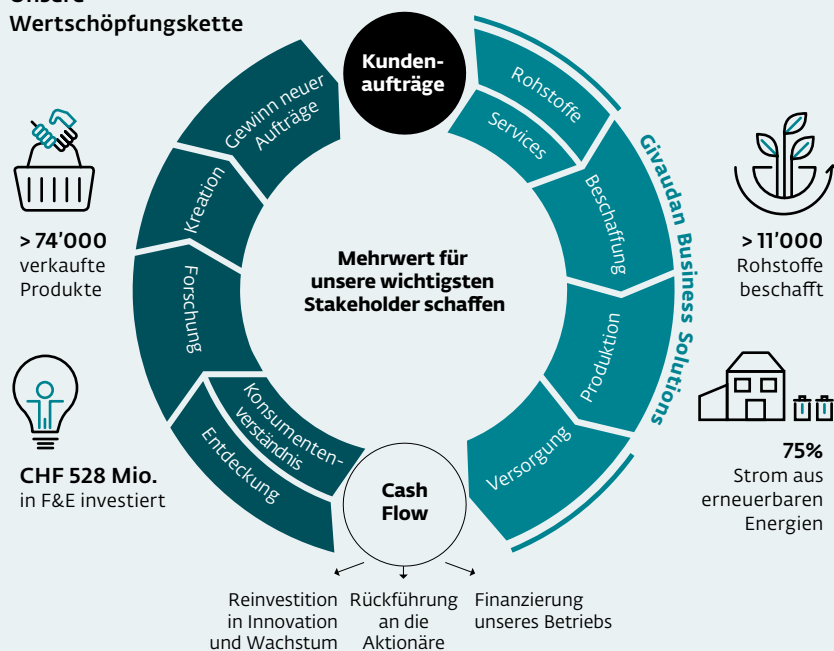 Unsere
Wertschöpfungskette
Kunden-
aufträge
Rohstoffe
Services
Beschaffung
Produktion
Versorgung
Givaudan Business Solutions
Cash
Flow
Entdeckung
Konsumenten-
verständnis
Forschung
Kreation
Gewinn neuer
Aufträge
Mehrwert für
unsere wichtigsten
Stakeholder schaffen
> 74’000
verkaufte
Produkte
CHF 528 Mio.
in F&E investiert
> 11’000
Rohstoffe
beschafft
75%
Strom aus
erneuerbaren
Energien
Reinvestition
in Innovation
und Wachstum
Rückführung
an die
Aktionäre
Finanzierung
unseres Betriebs